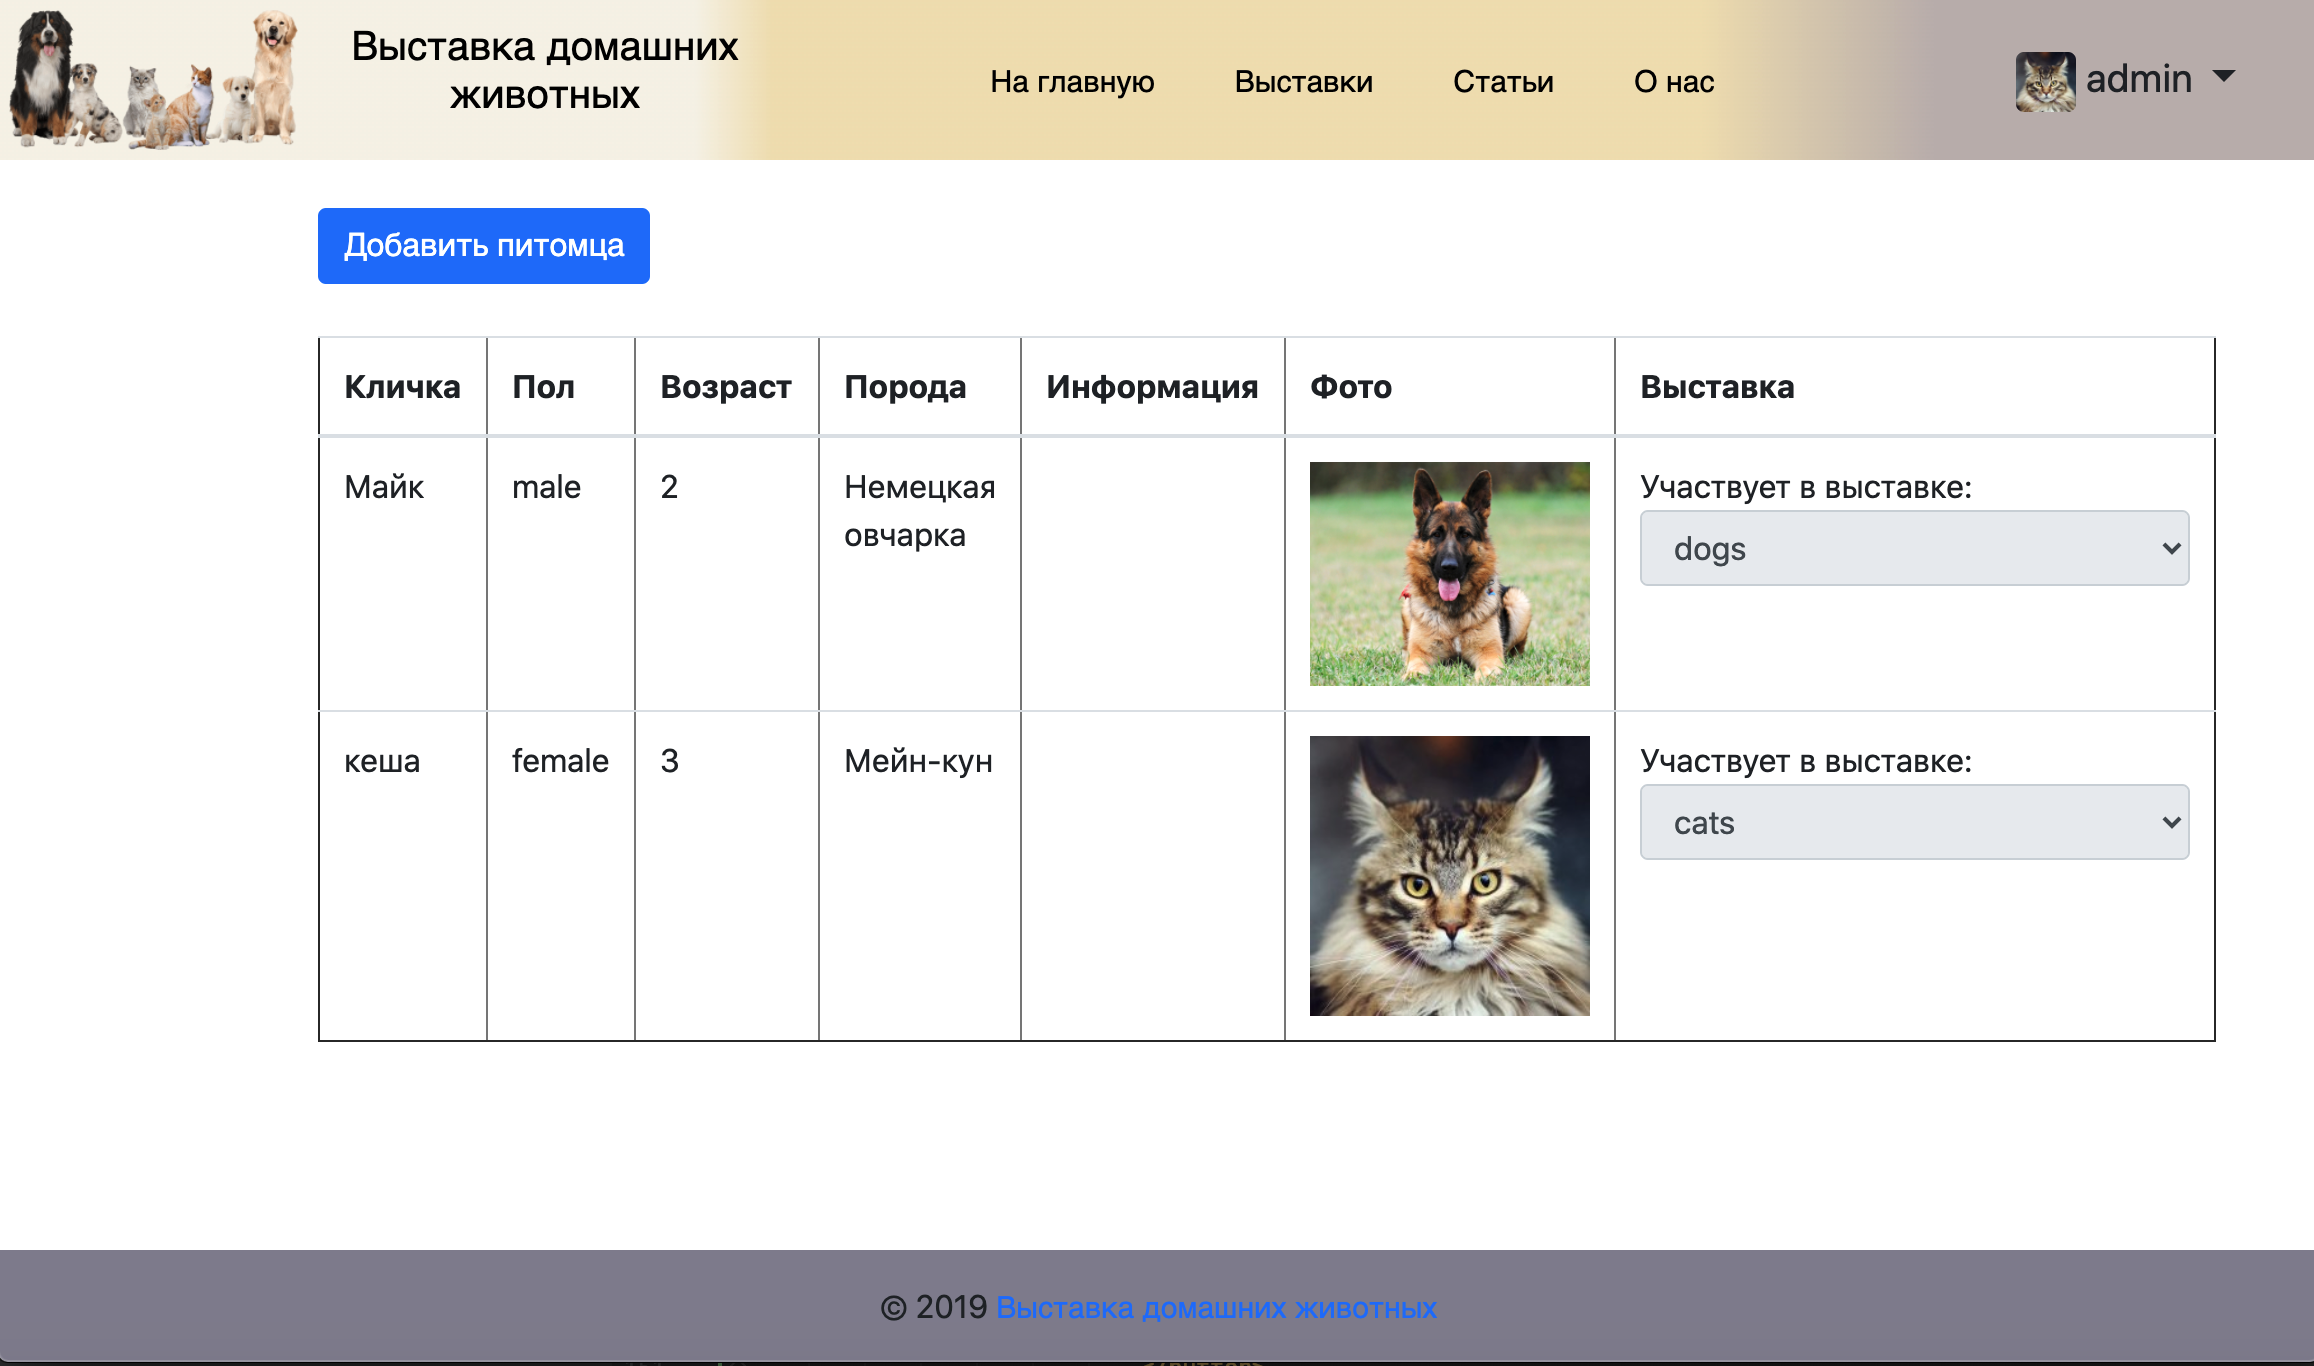 Выставка домашних
животных
На главную
Выставки
Статьи
О нас
admin
Добавить питомца
Кличка
Пол
Возраст
Порода
Информация
Фото
Выставка
Майк
male
2
Немецкая
овчарка
Участвует в выставке:
dogs
кеша
female
3
Мейн-кун
Участвует в выставке:
cats
© 2019 Выставка домашних животных